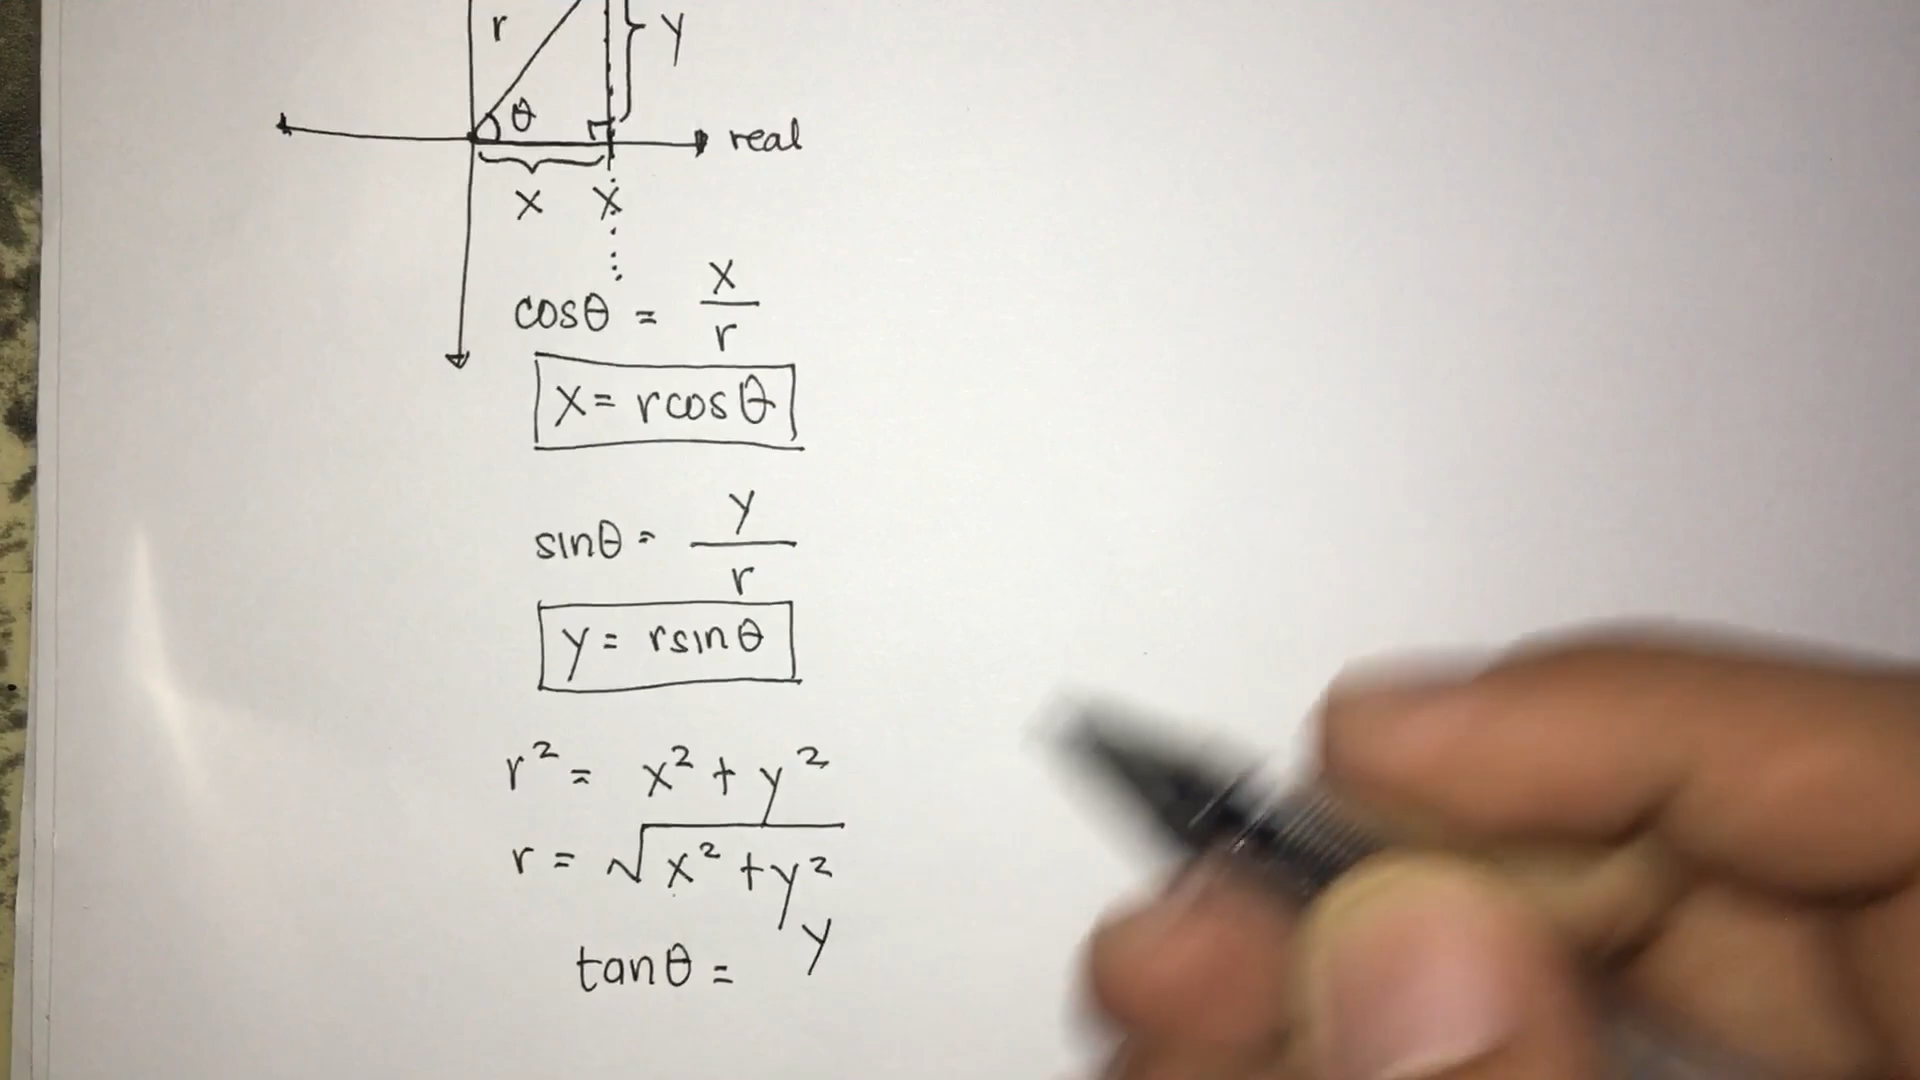 r
y
θ
real
x x
cosθ = x/r
x = rcosθ
sinθ = y/r
y = rsinθ
r² = x² + y²
r = √x² + y²
tanθ = y